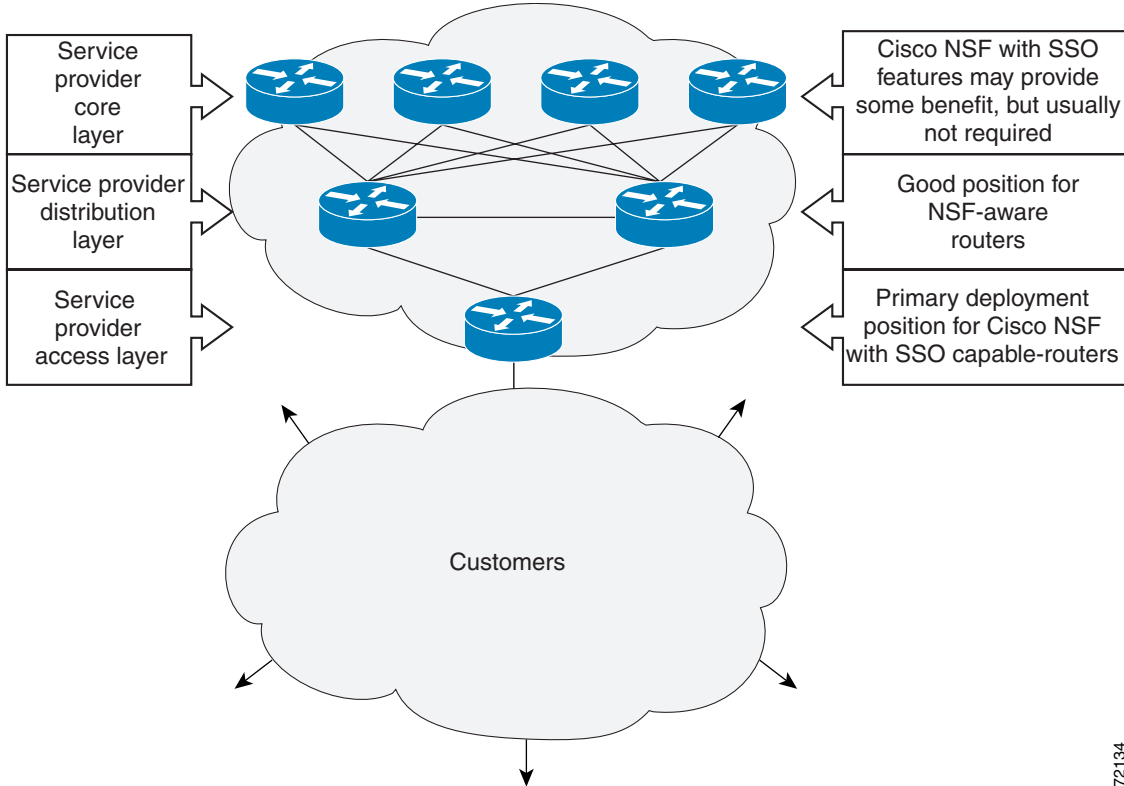 Service
provider
core
layer
Cisco NSF with SSO
features may provide
some benefit, but usually
not required
Service provider
distribution
layer
Good position for
NSF-aware
routers
Service
provider
access layer
Primary deployment
position for Cisco NSF
with SSO capable-routers
Customers
72134